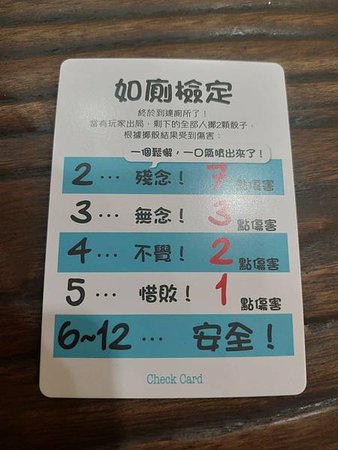 如廁檢定
終於到達廁所了！
當有玩家出局，剩下的全部人擲2顆骰子，
根據擲骰結果受到傷害：
一個鬆懈，一口氣噴出來了！
2… 殘念！ 7 點傷害
3… 無念！ 3 點傷害
4… 不覺！ 2 點傷害
5… 惜敗！ 1 點傷害
6~12 … 安全！
Check Card